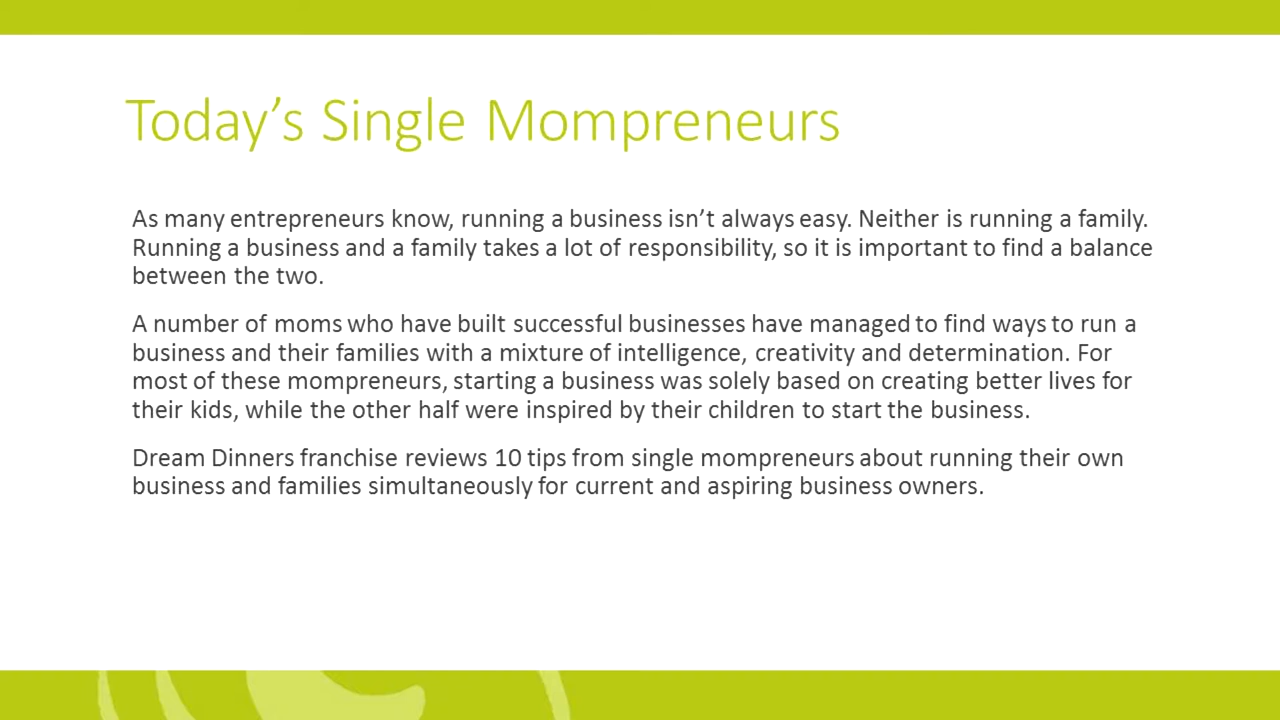 Today’s Single Mompreneurs
As many entrepreneurs know, running a business isn’t always easy. Neither is running a family.
Running a business and a family takes a lot of responsibility, so it is important to find a balance
between the two.
A number of moms who have built successful businesses have managed to find ways to run a
business and their families with a mixture of intelligence, creativity and determination. For
most of these mompreneurs, starting a business was solely based on creating better lives for
their kids, while the other half were inspired by their children to start the business.
Dream Dinners franchise reviews 10 tips from single mompreneurs about running their own
business and families simultaneously for current and aspiring business owners.